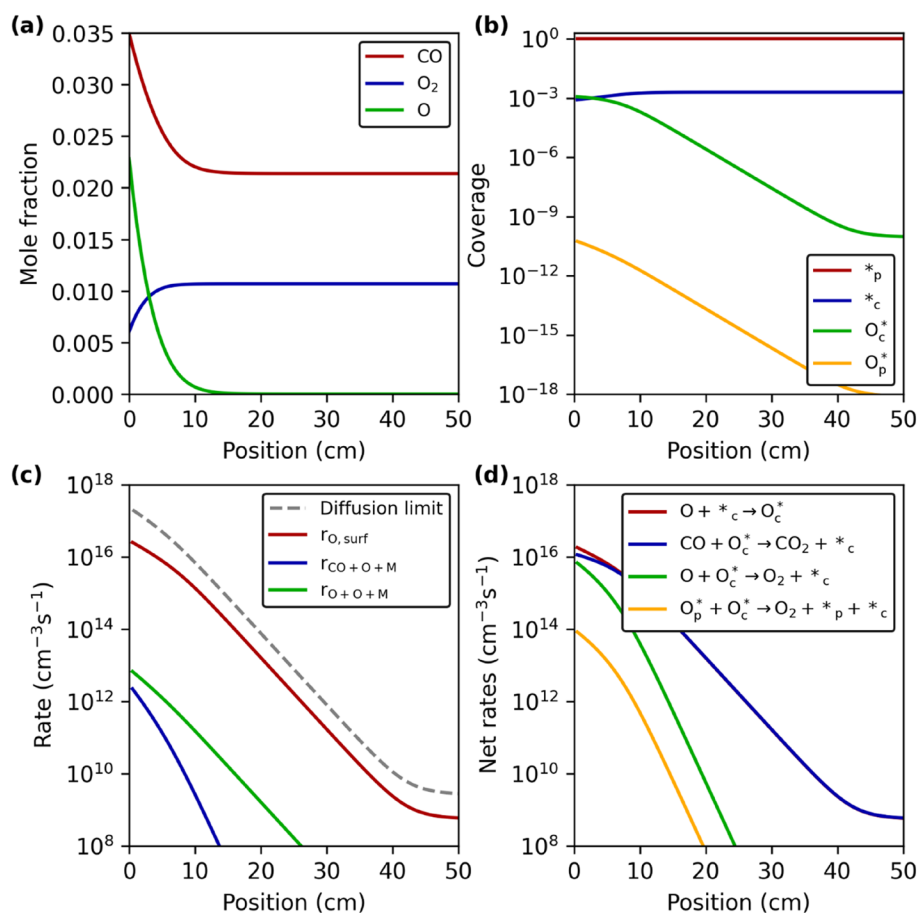 (a)
0.035
0.030
0.025
0.020
0.015
0.010
0.005
0.000
Mole fraction
CO
O₂
O
0 10 20 30 40 50
Position (cm)
(b)
10⁰
10⁻³
10⁻⁶
10⁻⁹
10⁻¹²
10⁻¹⁵
10⁻¹⁸
Coverage
*ₚ
*c
O*c
O*ₚ
0 10 20 30 40 50
Position (cm)
(c)
10¹⁸
10¹⁶
10¹⁴
10¹²
10¹⁰
10⁸
Rate (cm⁻³s⁻¹)
Diffusion limit
r_O, surf
r_CO + O + M
r_O + O + M
0 10 20 30 40 50
Position (cm)
(d)
10¹⁸
10¹⁶
10¹⁴
10¹²
10¹⁰
10⁸
Net rates (cm⁻³s⁻¹)
O + *c → O*c
CO + O*c → CO₂ + *c
O + O*c → O₂ + *c
O*ₚ + O*c → O₂ + *ₚ + *c
0 10 20 30 40 50
Position (cm)